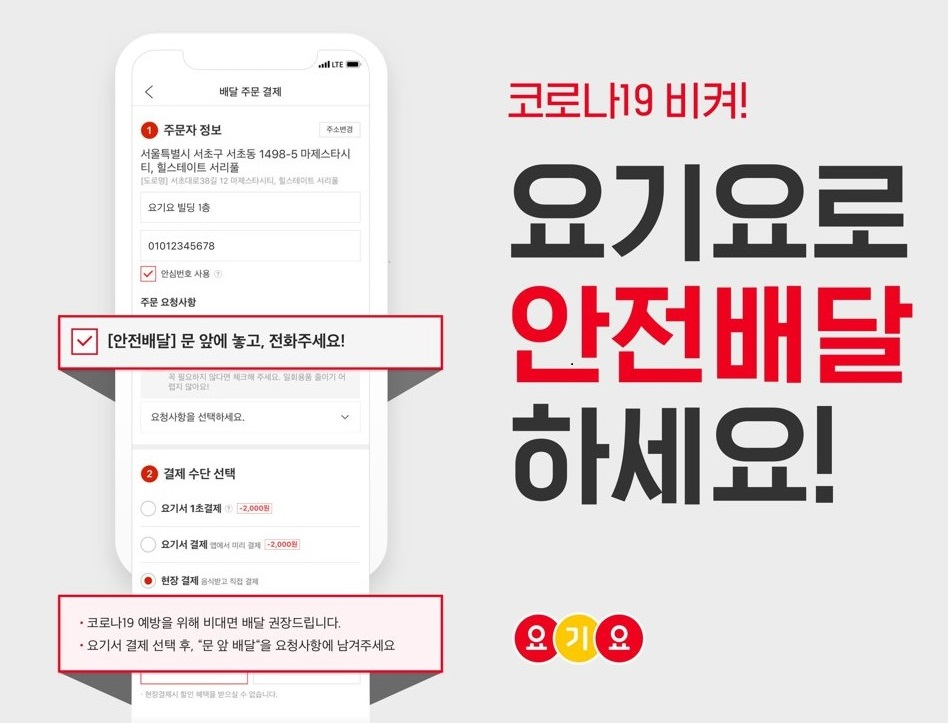 LTE
배달 주문 결제
1 주문자 정보
주소변경
서울특별시 서초구 서초동 1498-5 마제스타시
티, 힐스테이트 서리풀
[도로명] 서초대로38길 12 마제스타시티, 힐스테이트 서리풀
요기요 빌딩 1층
01012345678
안심번호 사용 ?
주문 요청사항
[안전배달] 문 앞에 놓고, 전화주세요!
꼭 필요하지 않다면 체크해 주세요. 일회용품 줄이기 어
렵지 않아요!
요청사항을 선택하세요.
2 결제 수단 선택
요기서 1초결제 ? -2,000원
요기서 결제 앱에서 미리 결제 -2,000원
현장 결제 음식받고 직접 결제
• 코로나19 예방을 위해 비대면 배달 권장드립니다.
• 요기서 결제 선택 후, "문 앞 배달"을 요청사항에 남겨주세요
· 현장결제시 할인 혜택을 받으실 수 없습니다.
코로나19 비켜!
요기요로
안전배달
하세요!
요기요